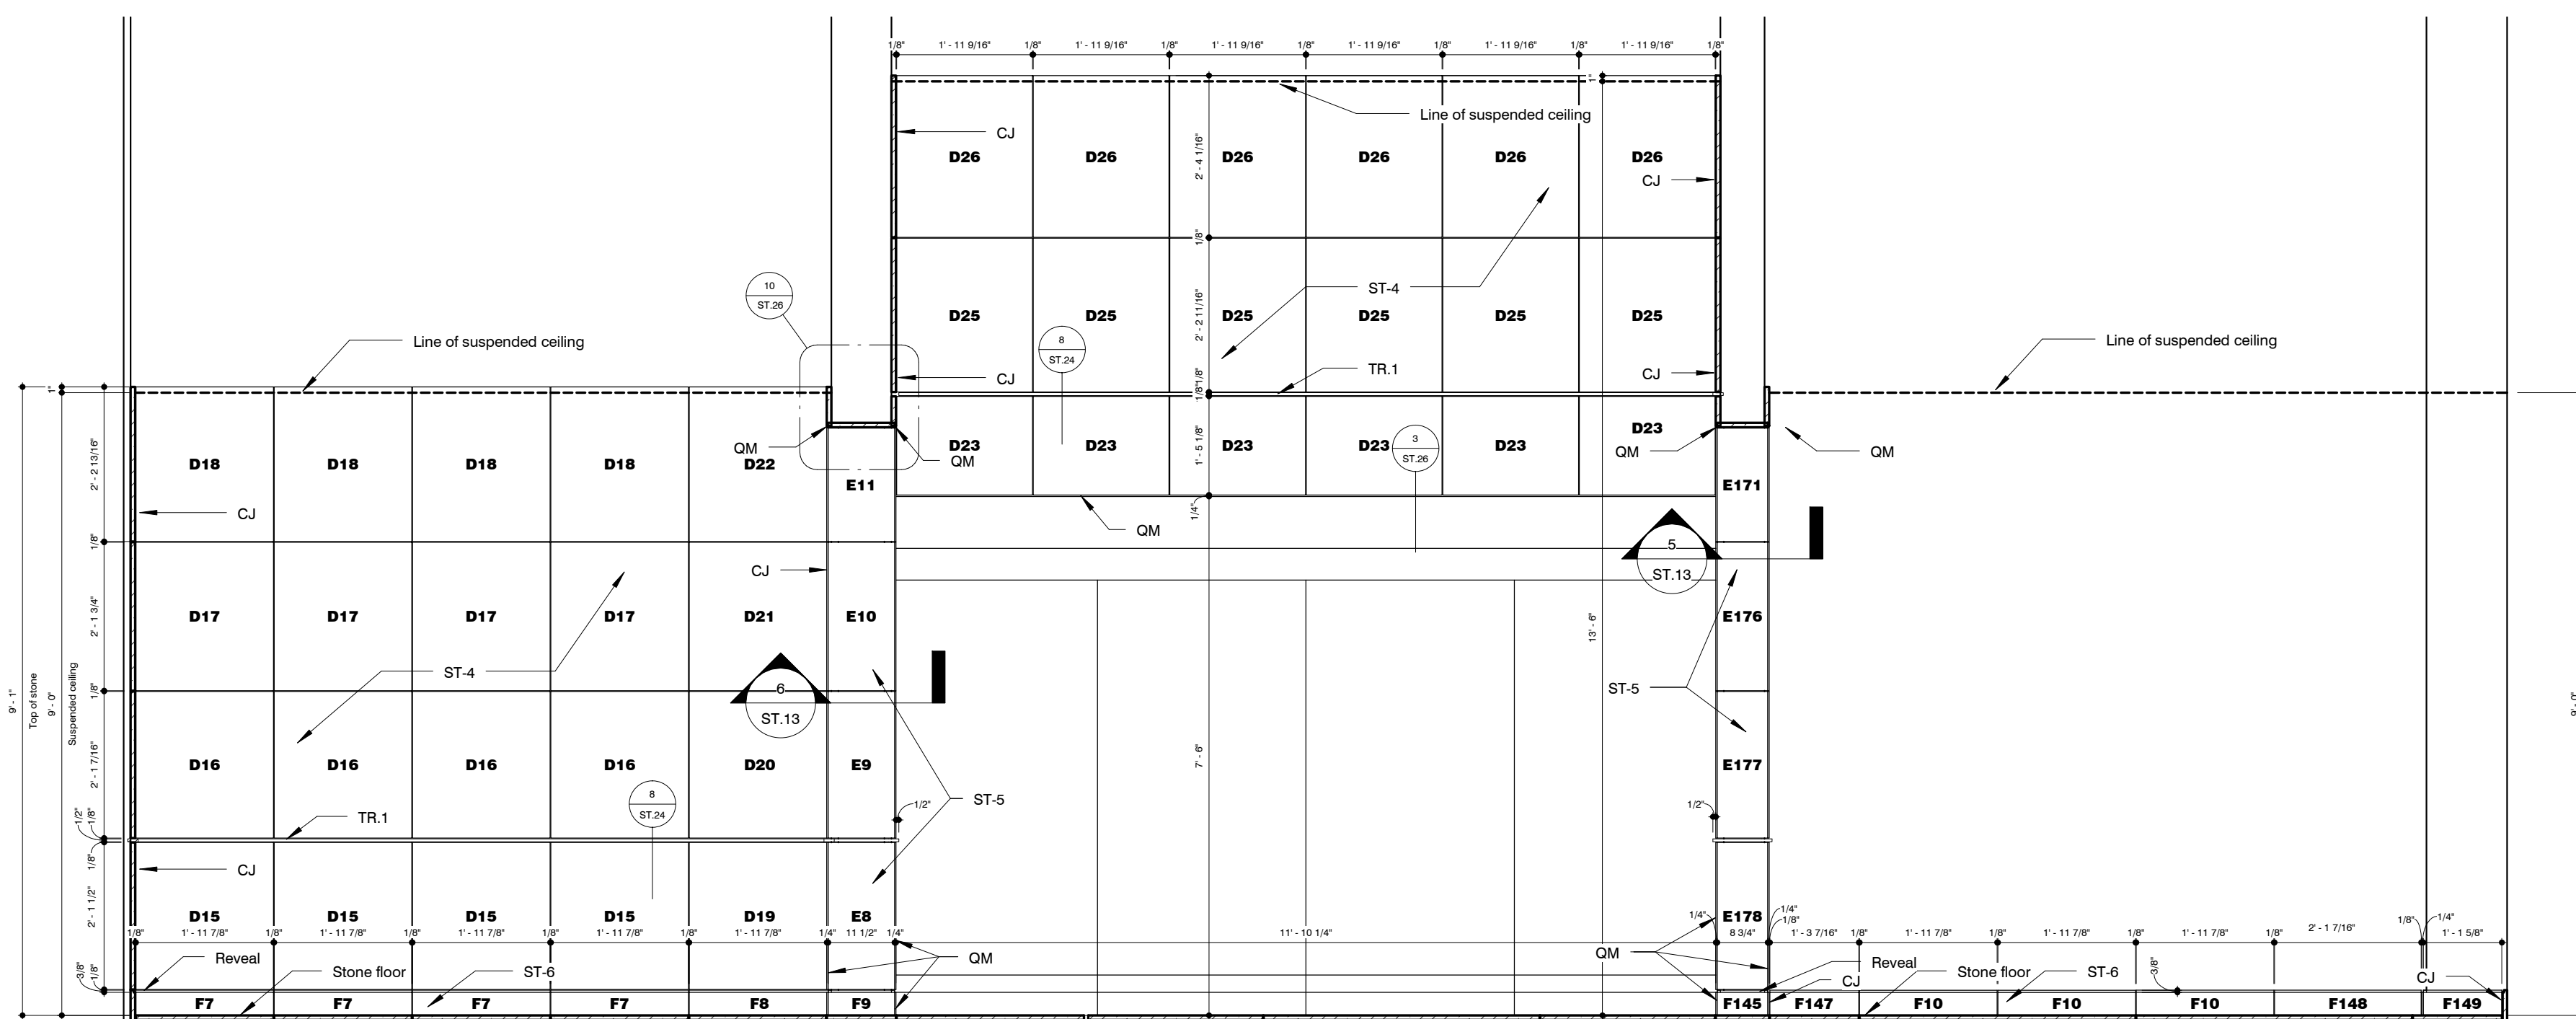 1/8" 1' - 11 9/16" 1/8" 1' - 11 9/16" 1/8" 1' - 11 9/16" 1/8" 1' - 11 9/16" 1/8" 1' - 11 9/16" 1/8" 1' - 11 9/16" 1/8"
1"
Line of suspended ceiling
CJ
2' - 4 1/16"
D26 D26 D26 D26 D26 D26
CJ
1/8"
10
ST.26
ST-4
2' - 2 11/16"
D25 D25 D25 D25 D25 D25
8
ST.24
Line of suspended ceiling
Line of suspended ceiling
TR.1
CJ
CJ
1/8"
1/8"
1"
QM
QM
D23 D23 D23 D23 D23 D23
1' - 5 1/8"
3
ST.26
QM
QM
2' - 2 13/16"
D18 D18 D18 D18 D22
E11
E171
CJ
1/4"
QM
1/8"
5
ST.13
CJ
2' - 1 3/4"
D17 D17 D17 D17 D21 E10
E176
13' - 6"
ST-4
ST-5
6
ST.13
1/8"
9' - 1"
Top of stone
9' - 0"
Suspended ceiling
9' - 0"
7' - 6"
2' - 1 7/16"
D16 D16 D16 D16 D20 E9
E177
8
ST.24
ST-5
1/2"
1/2"
TR.1
1/2"
1/8"
1/8"
CJ
2' - 1 1/2"
D15 D15 D15 D15 D19 E8
E178
1/4"
1/4"
1/8"
1/8"
1/4"
1/8" 1' - 11 7/8" 1/8" 1' - 11 7/8" 1/8" 1' - 11 7/8" 1/8" 1' - 11 7/8" 1/8" 1' - 11 7/8" 1/4" 11 1/2" 1/4" 11' - 10 1/4" 8 3/4" 1' - 3 7/16" 1/8" 1' - 11 7/8" 1/8" 1' - 11 7/8" 1/8" 1' - 11 7/8" 1/8" 2' - 1 7/16" 1' - 1 5/8"
Reveal
QM
QM
Reveal
3/8"
1/8"
Stone floor
ST-6
CJ
Stone floor
ST-6
3/8"
CJ
F7 F7 F7 F7 F8 F9
F145 F147 F10 F10 F10 F148 F149